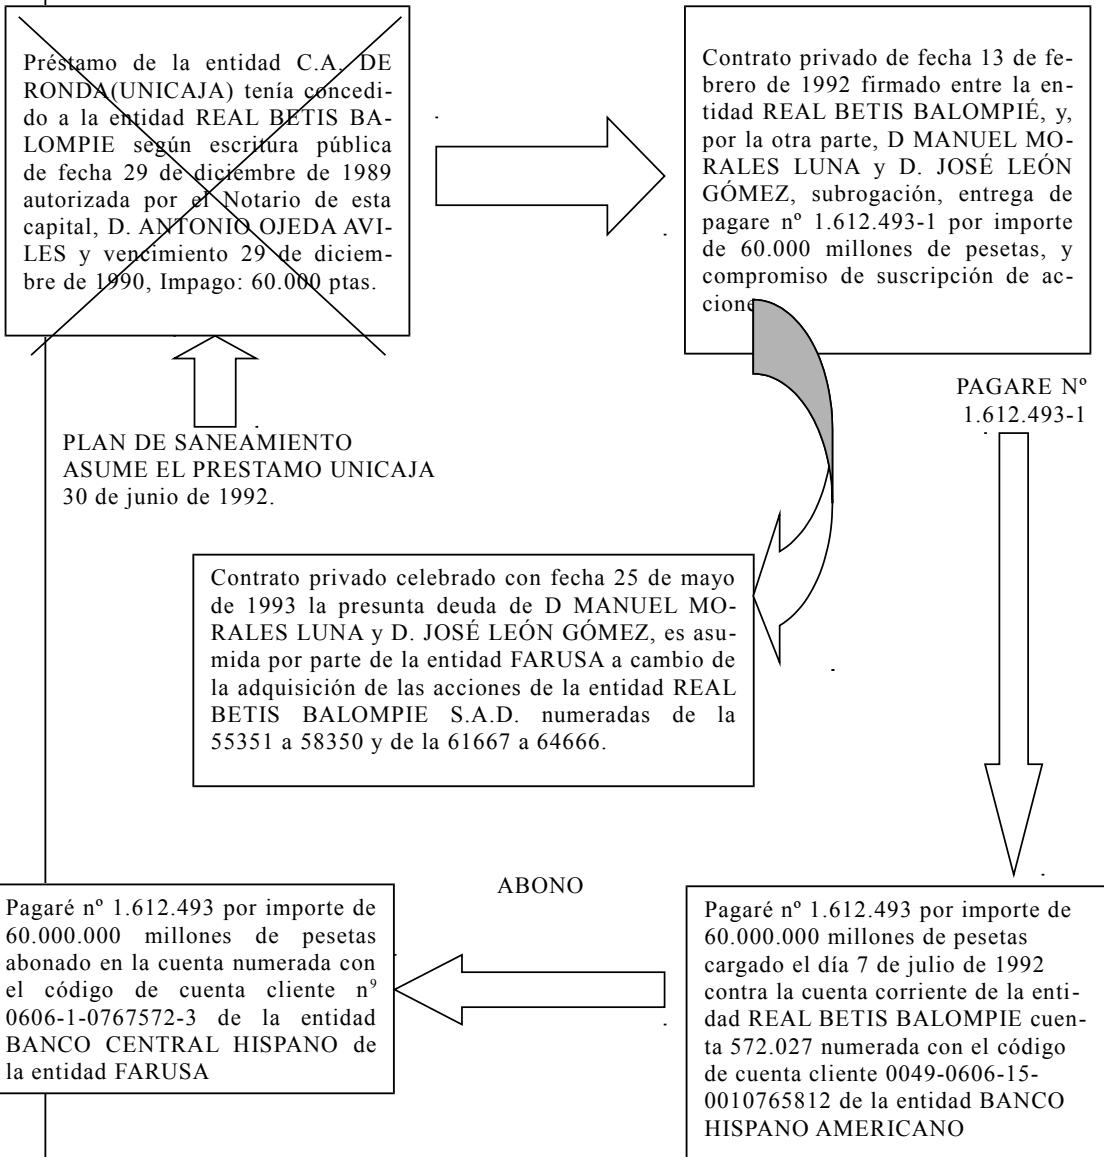 Préstamo de la entidad C.A. DE
RONDA(UNICAJA) tenía concedi-
do a la entidad REAL BETIS BA-
LOMPIE según escritura pública
de fecha 29 de diciembre de 1989
autorizada por el Notario de esta
capital, D. ANTONIO OJEDA AVI-
LES y vencimiento 29 de diciem-
bre de 1990, Impago: 60.000 ptas.
Contrato privado de fecha 13 de fe-
brero de 1992 firmado entre la en-
tidad REAL BETIS BALOMPIÉ, y,
por la otra parte, D MANUEL MO-
RALES LUNA y D. JOSÉ LEÓN
GÓMEZ, subrogación, entrega de
pagare nº 1.612.493-1 por importe
de 60.000 millones de pesetas, y
compromiso de suscripción de ac-
cione
PLAN DE SANEAMIENTO
ASUME EL PRESTAMO UNICAJA
30 de junio de 1992.
PAGARE Nº
1.612.493-1
Contrato privado celebrado con fecha 25 de mayo
de 1993 la presunta deuda de D MANUEL MO-
RALES LUNA y D. JOSÉ LEÓN GÓMEZ, es asu-
mida por parte de la entidad FARUSA a cambio de
la adquisición de las acciones de la entidad REAL
BETIS BALOMPIE S.A.D. numeradas de la
55351 a 58350 y de la 61667 a 64666.
ABONO
Pagaré nº 1.612.493 por importe de
60.000.000 millones de pesetas
abonado en la cuenta numerada con
el código de cuenta cliente n⁹
0606-1-0767572-3 de la entidad
BANCO CENTRAL HISPANO de
la entidad FARUSA
Pagaré nº 1.612.493 por importe de
60.000.000 millones de pesetas
cargado el día 7 de julio de 1992
contra la cuenta corriente de la enti-
dad REAL BETIS BALOMPIE cuen-
ta 572.027 numerada con el código
de cuenta cliente 0049-0606-15-
0010765812 de la entidad BANCO
HISPANO AMERICANO